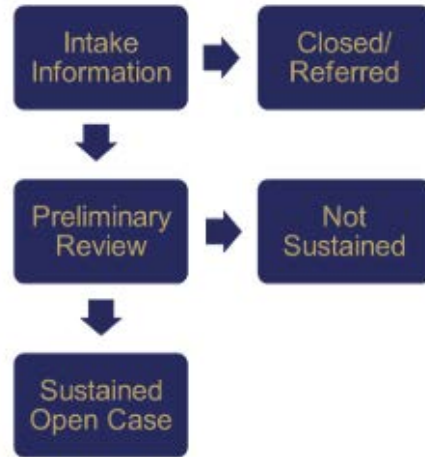 Intake
Information
Closed/
Referred
Preliminary
Review
Not
Sustained
Sustained
Open Case